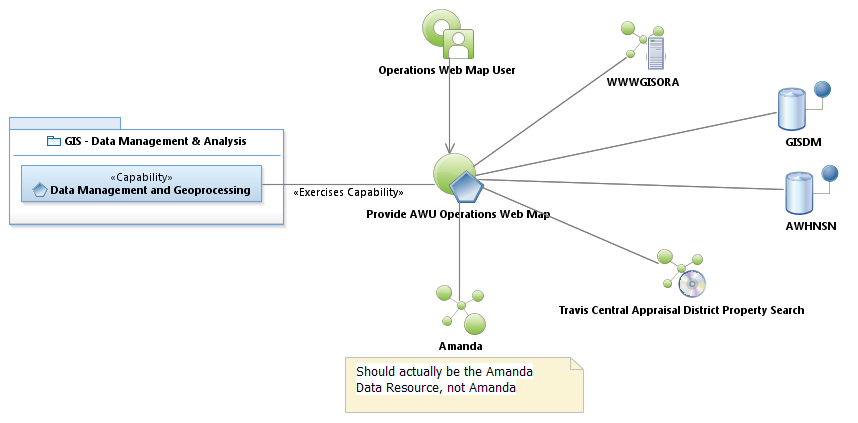 Operations Web Map User
WWWGISORA
GISDM
GIS - Data Management & Analysis
«Capability»
Data Management and Geoprocessing
«Exercises Capability»
Provide AWU Operations Web Map
AWHNSN
Travis Central Appraisal District Property Search
Amanda
Should actually be the Amanda
Data Resource, not Amanda